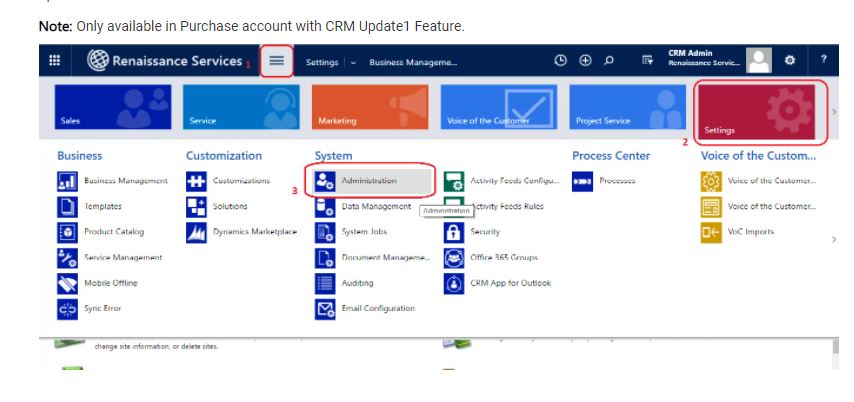 Note: Only available in Purchase account with CRM Update1 Feature.
Renaissance Services 1 Settings Business Manageme... CRM Admin
Renaissance Servic... ?
Sales Service Marketing Voice of the Customer Project Service 2 Settings
Business Customization System Process Center Voice of the Custom...
Business Management Customizations 3 Administration Activity Feeds Configu... Processes Voice of the Customer...
Templates Solutions Data Management Administration Activity Feeds Rules Voice of the Customer...
Product Catalog Dynamics Marketplace System Jobs Security VoC Imports
Service Management Document Manageme... Office 365 Groups
Mobile Offline Auditing CRM App for Outlook
Sync Error Email Configuration
change site information, or delete sites.